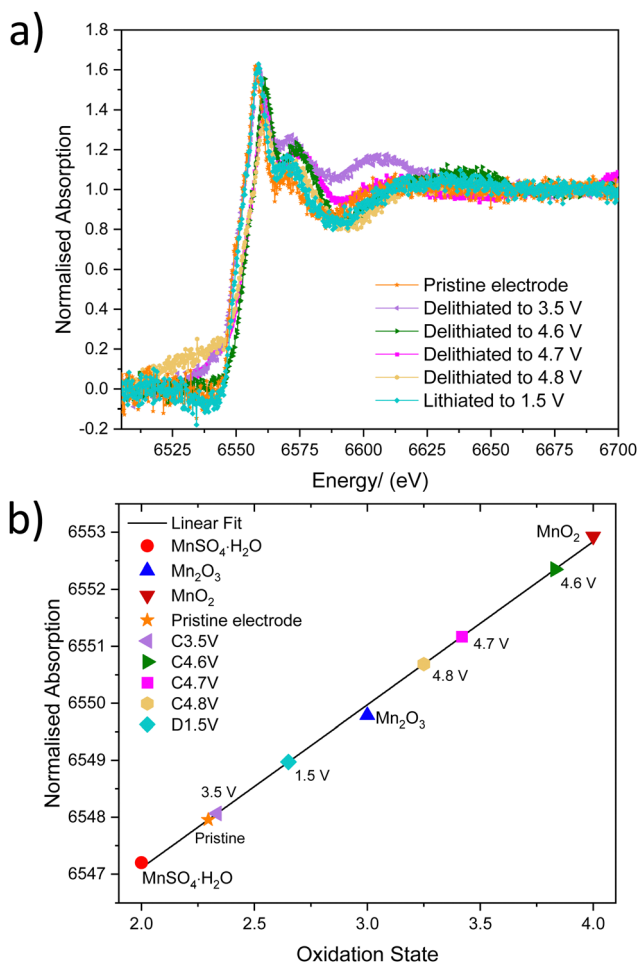 a)
1.8
1.6
1.4
1.2
1.0
0.8
0.6
0.4
0.2
0.0
-0.2
Normalised Absorption
Pristine electrode
Delithiated to 3.5 V
Delithiated to 4.6 V
Delithiated to 4.7 V
Delithiated to 4.8 V
Lithiated to 1.5 V
6525 6550 6575 6600 6625 6650 6675 6700
Energy/ (eV)
b)
6553
6552
6551
6550
6549
6548
6547
Normalised Absorption
Linear Fit
MnSO₄·H₂O
Mn₂O₃
MnO₂
Pristine electrode
C3.5V
C4.6V
C4.7V
C4.8V
D1.5V
MnO₂
4.6 V
4.7 V
4.8 V
Mn₂O₃
1.5 V
3.5 V
Pristine
MnSO₄·H₂O
2.0 2.5 3.0 3.5 4.0
Oxidation State